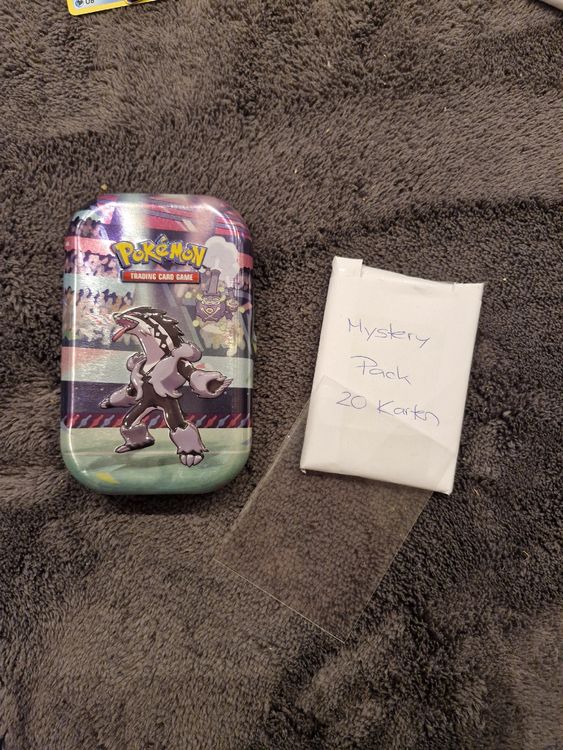 POKéMON
TRADING CARD GAME
Mystery
Pack
20 Karten